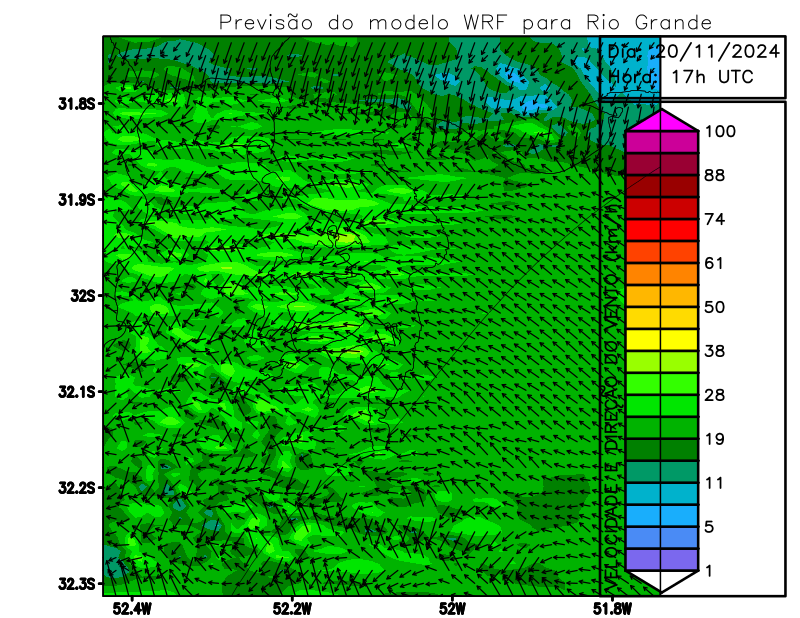 Previsão do modelo WRF para Rio Grande
Dia: 20/11/2024
Hora: 17h UTC
31.8S
31.9S
32S
32.1S
32.2S
32.3S
52.4W
52.2W
52W
51.8W
VELOCIDADE E DIREÇÃO DO VENTO (km/h)
100
88
74
61
50
38
28
19
11
5
1